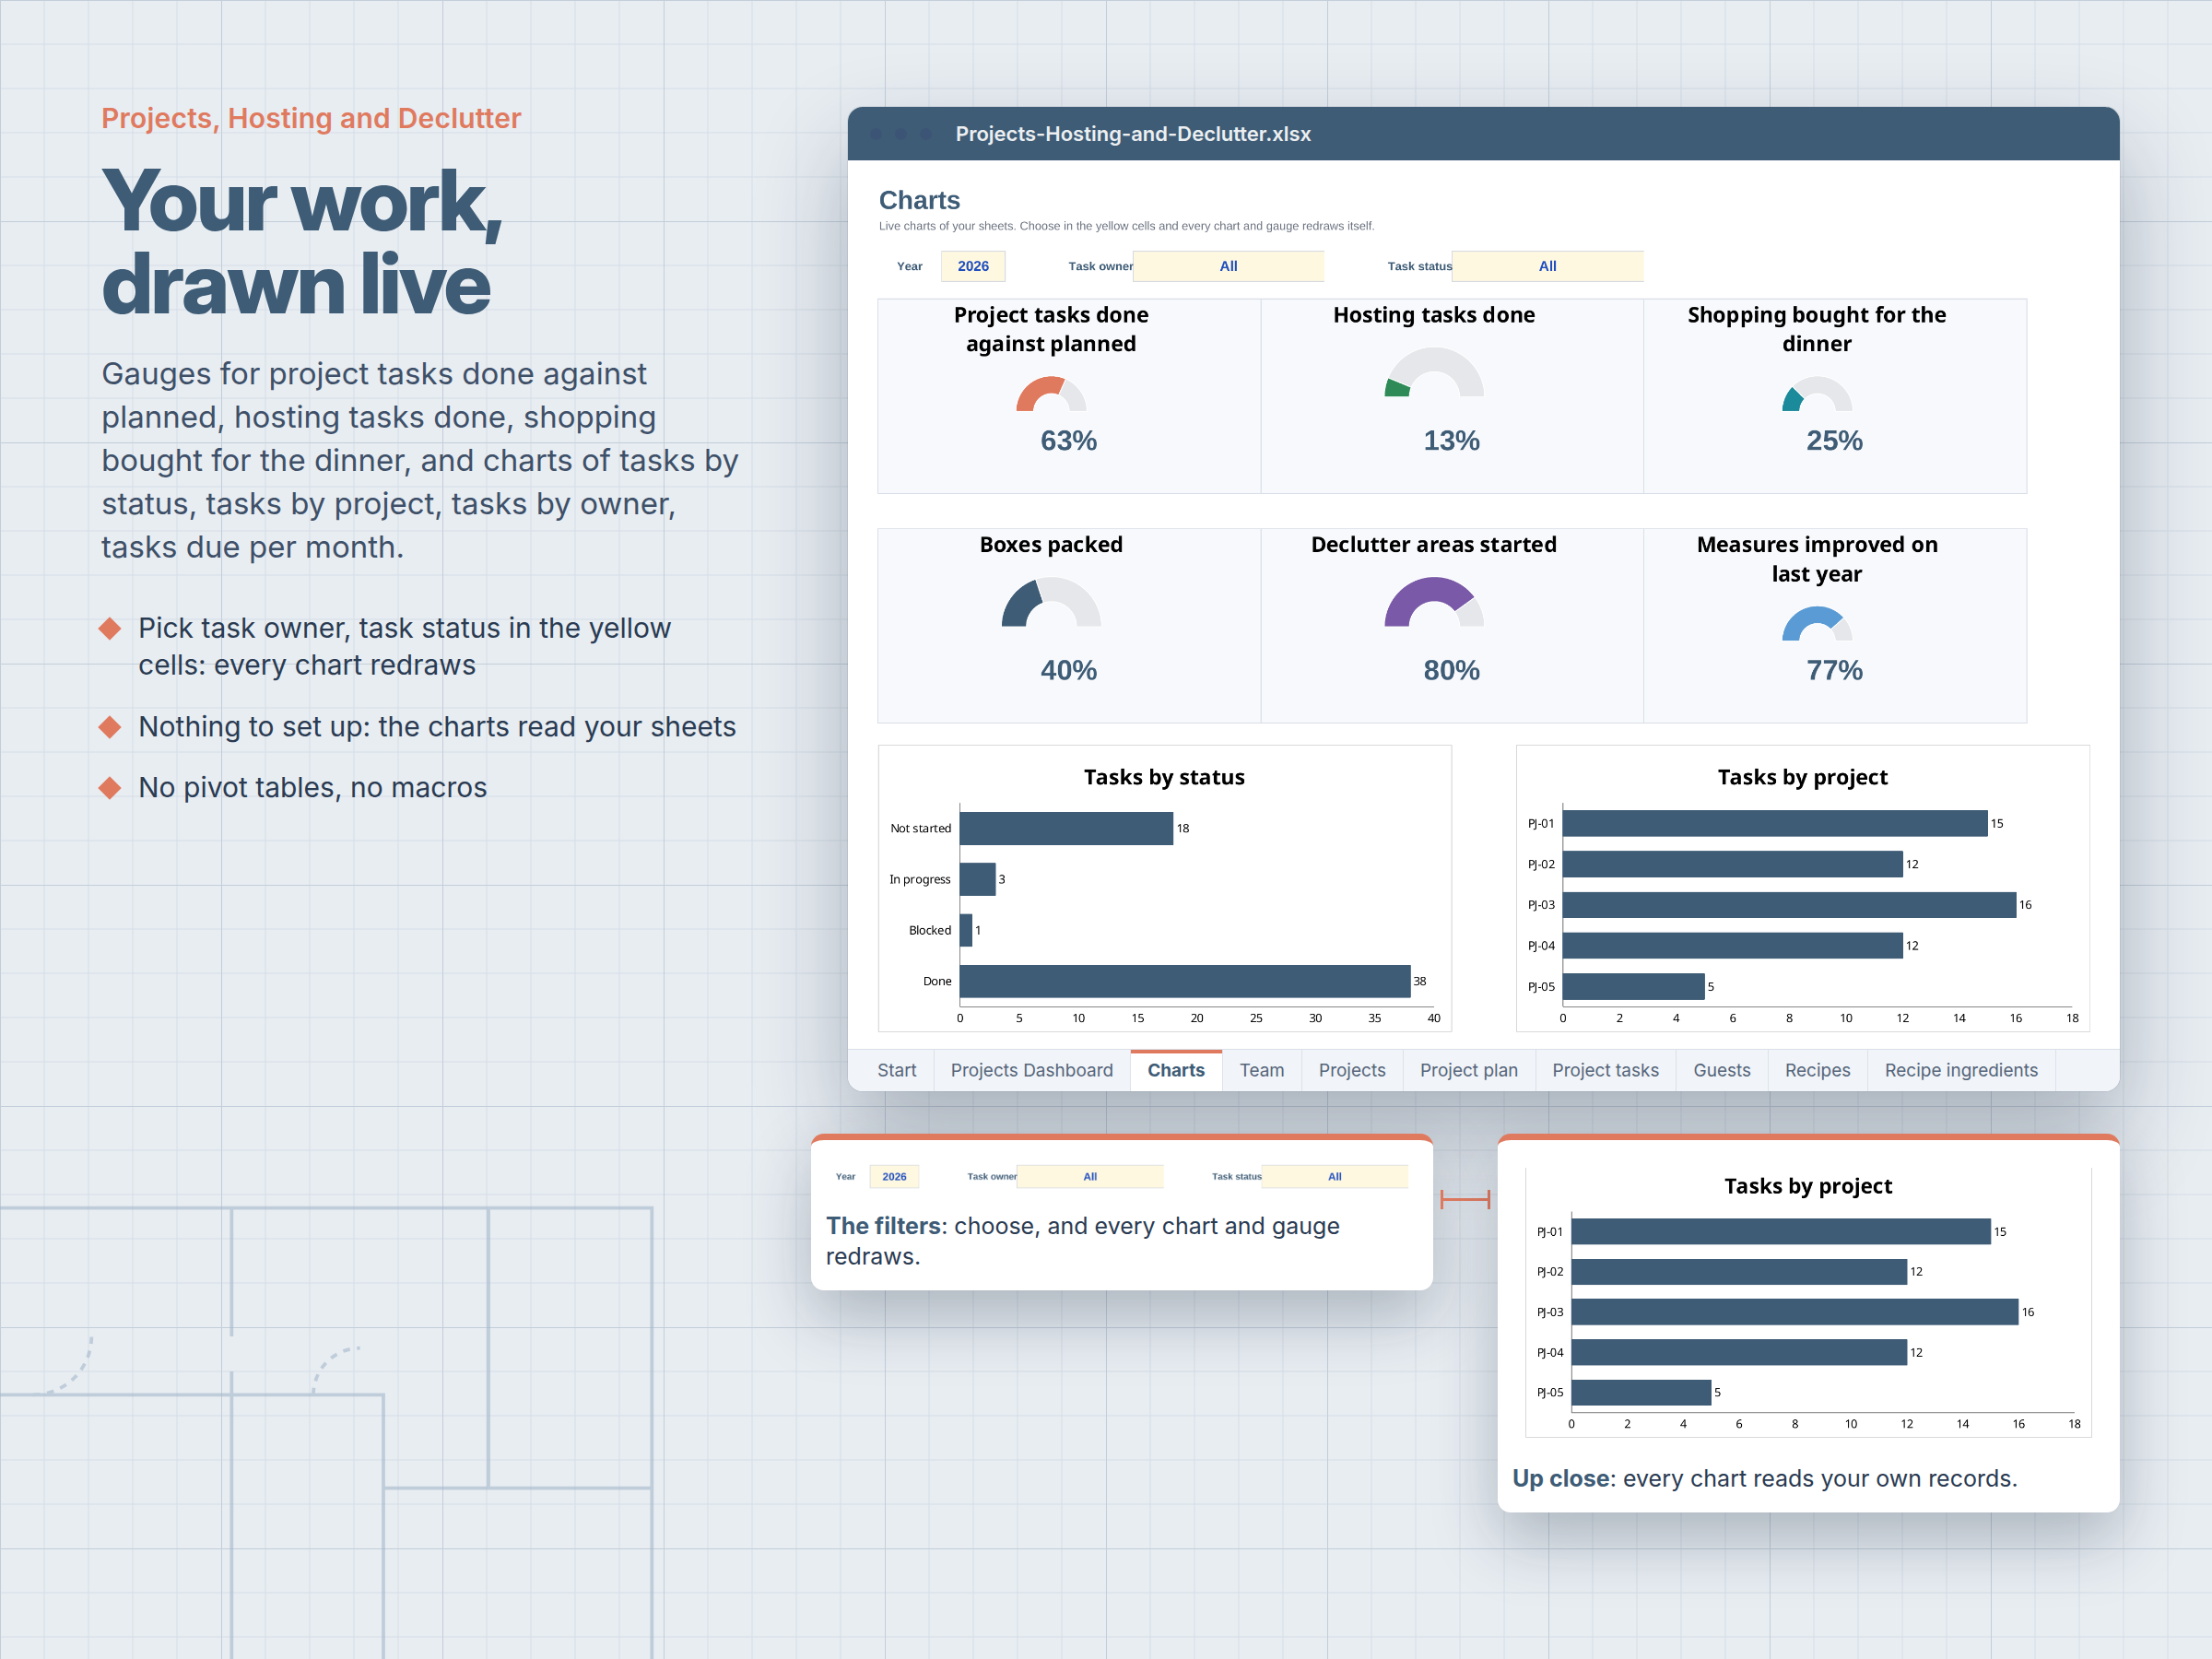 Projects, Hosting and Declutter
Your work,
drawn live
Gauges for project tasks done against
planned, hosting tasks done, shopping
bought for the dinner, and charts of tasks by
status, tasks by project, tasks by owner,
tasks due per month.
Pick task owner, task status in the yellow
cells: every chart redraws
Nothing to set up: the charts read your sheets
No pivot tables, no macros
Projects-Hosting-and-Declutter.xlsx
Charts
Live charts of your sheets. Choose in the yellow cells and every chart and gauge redraws itself.
Year 2026 Task owner All Task status All
Project tasks done
against planned
63%
Hosting tasks done
13%
Shopping bought for the
dinner
25%
Boxes packed
40%
Declutter areas started
80%
Measures improved on
last year
77%
Tasks by status
Not started 18
In progress 3
Blocked 1
Done 38
0 5 10 15 20 25 30 35 40
Tasks by project
PJ-01 15
PJ-02 12
PJ-03 16
PJ-04 12
PJ-05 5
0 2 4 6 8 10 12 14 16 18
Start Projects Dashboard Charts Team Projects Project plan Project tasks Guests Recipes Recipe ingredients
Year 2026 Task owner All Task status All
The filters: choose, and every chart and gauge
redraws.
Tasks by project
PJ-01 15
PJ-02 12
PJ-03 16
PJ-04 12
PJ-05 5
0 2 4 6 8 10 12 14 16 18
Up close: every chart reads your own records.